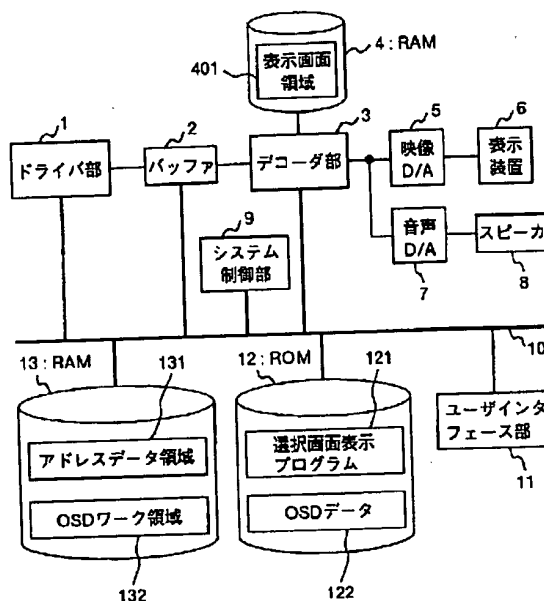 401
表示画面
領域
4 : RAM
1
ドライバ部
2
バッファ
3
デコーダ部
5
映像
D/A
6
表示
装置
9
システム
制御部
音声
D/A
7
スピーカ
8
10
13 : RAM
131
アドレスデータ領域
OSDワーク領域
132
12 : ROM
121
選択画面表示
プログラム
OSDデータ
122
ユーザインタ
フェース部
11